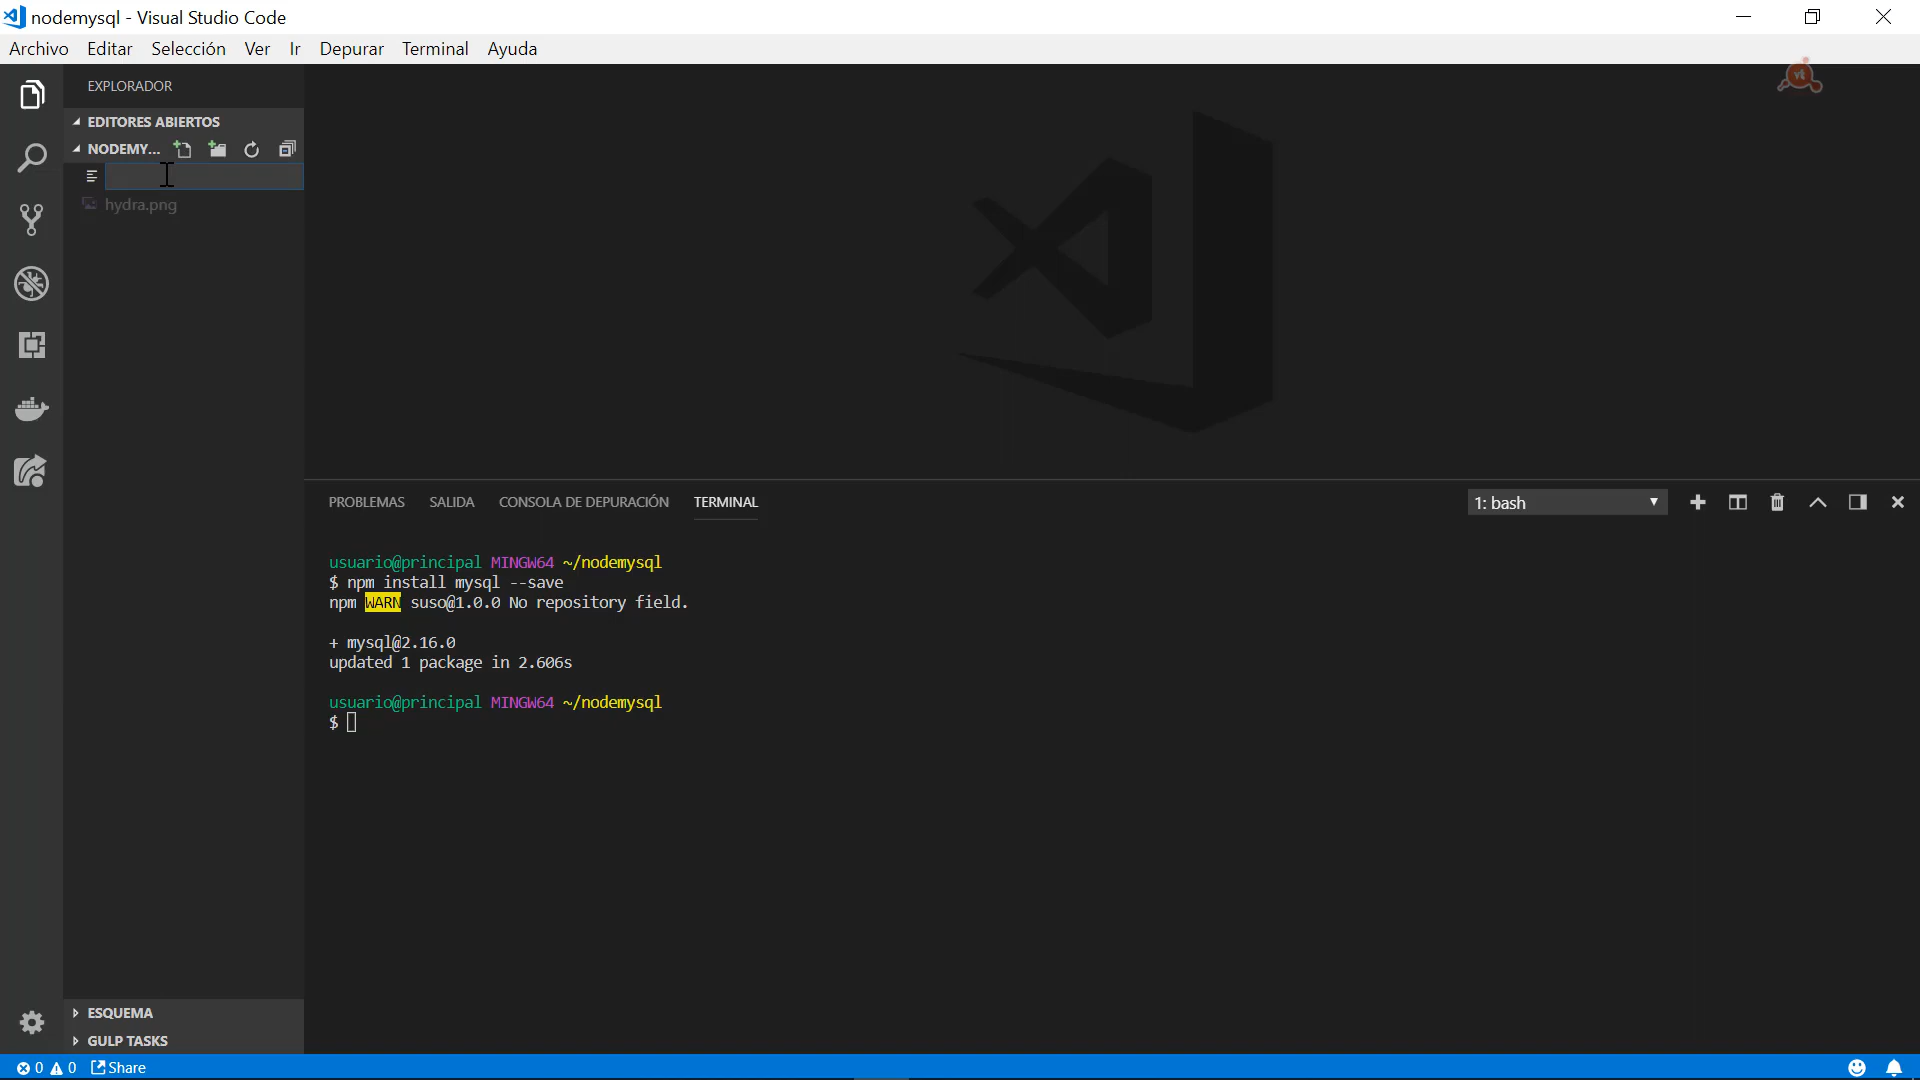 nodemysql - Visual Studio Code
Archivo Editar Selección Ver Ir Depurar Terminal Ayuda
EXPLORADOR
EDITORES ABIERTOS
NODEMY...
hydra.png
vt
PROBLEMAS SALIDA CONSOLA DE DEPURACIÓN TERMINAL
1: bash
usuario@principal MINGW64 ~/nodemysql
$ npm install mysql --save
npm WARN suso@1.0.0 No repository field.
+ mysql@2.16.0
updated 1 package in 2.606s
usuario@principal MINGW64 ~/nodemysql
$
ESQUEMA
GULP TASKS
0 0 Share